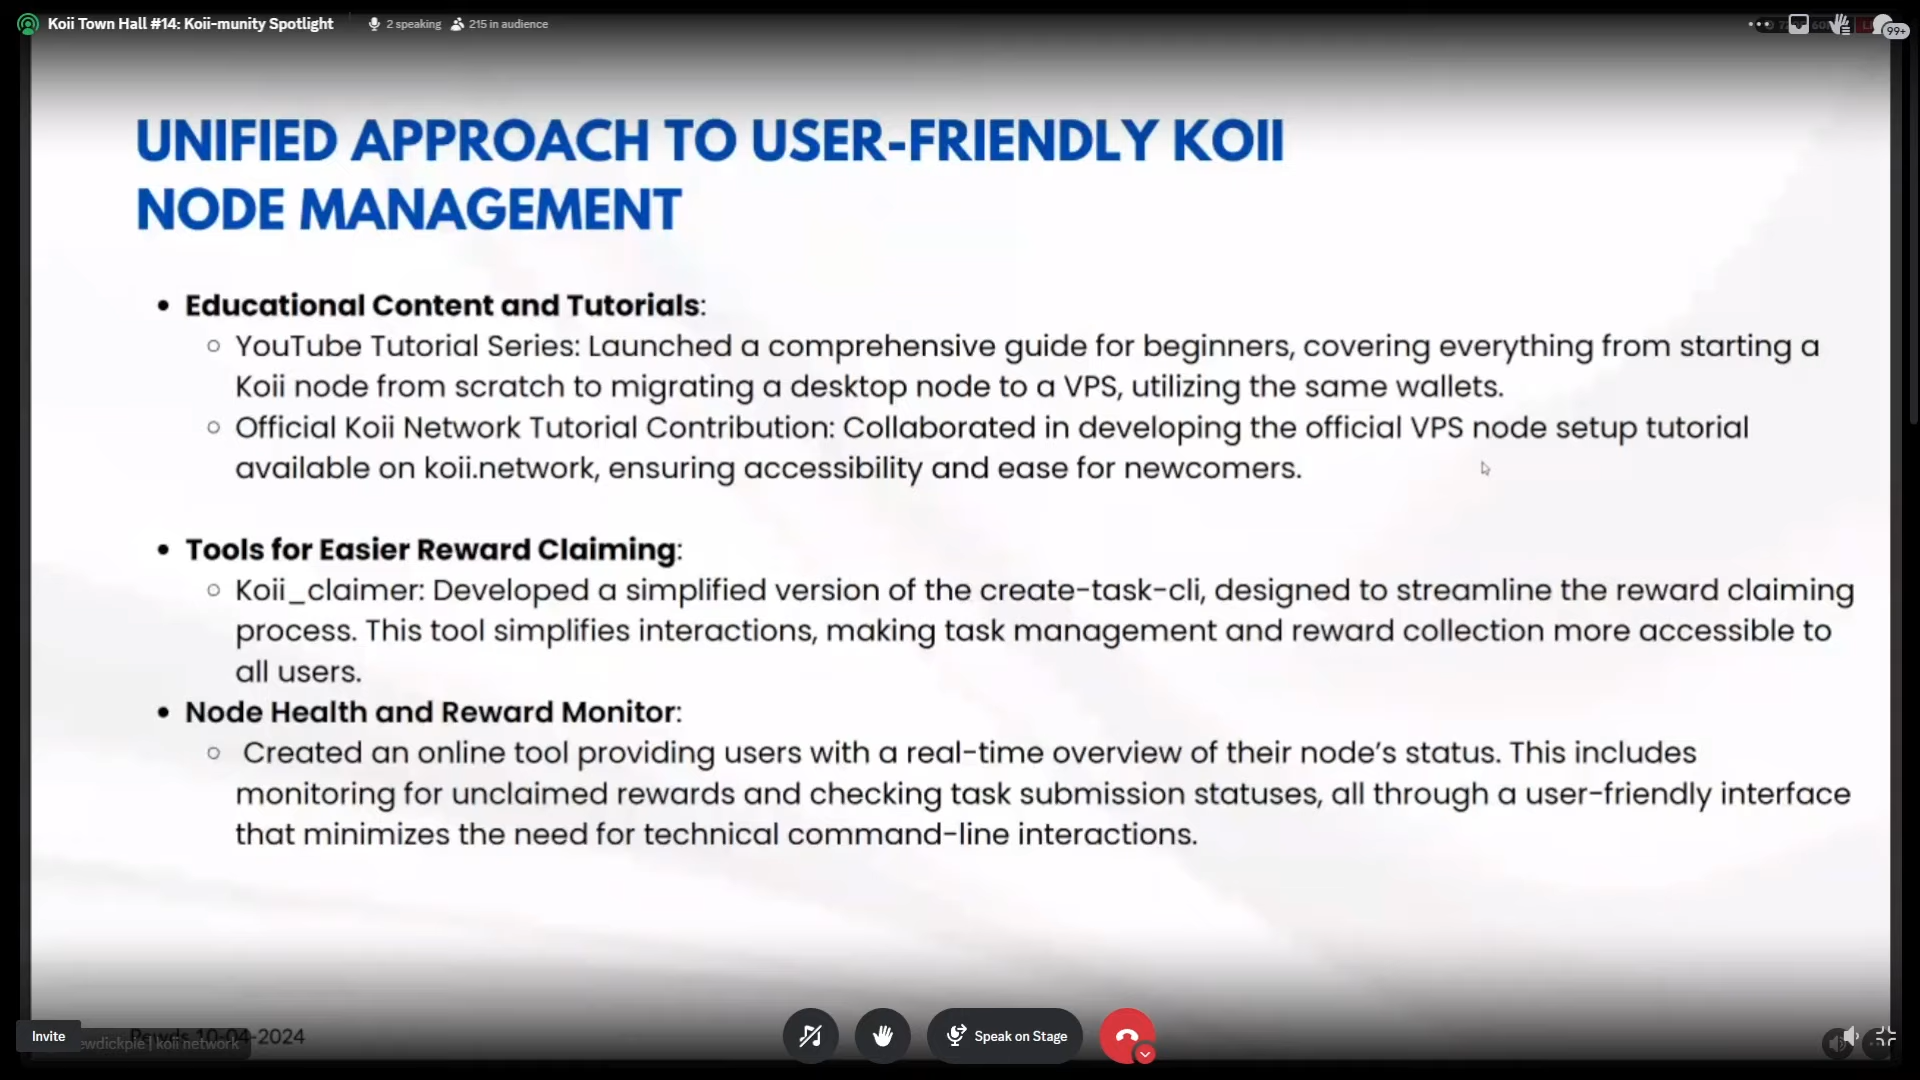 Koii Town Hall #14: Koii-munity Spotlight 2 speaking 215 in audience
99+
UNIFIED APPROACH TO USER-FRIENDLY KOII
NODE MANAGEMENT
• Educational Content and Tutorials:
○ YouTube Tutorial Series: Launched a comprehensive guide for beginners, covering everything from starting a
Koii node from scratch to migrating a desktop node to a VPS, utilizing the same wallets.
○ Official Koii Network Tutorial Contribution: Collaborated in developing the official VPS node setup tutorial
available on koii.network, ensuring accessibility and ease for newcomers.
• Tools for Easier Reward Claiming:
○ Koii_claimer: Developed a simplified version of the create-task-cli, designed to streamline the reward claiming
process. This tool simplifies interactions, making task management and reward collection more accessible to
all users.
• Node Health and Reward Monitor:
○ Created an online tool providing users with a real-time overview of their node's status. This includes
monitoring for unclaimed rewards and checking task submission statuses, all through a user-friendly interface
that minimizes the need for technical command-line interactions.
10-04-2024
Invite
ewdickpie | koii network
Speak on Stage